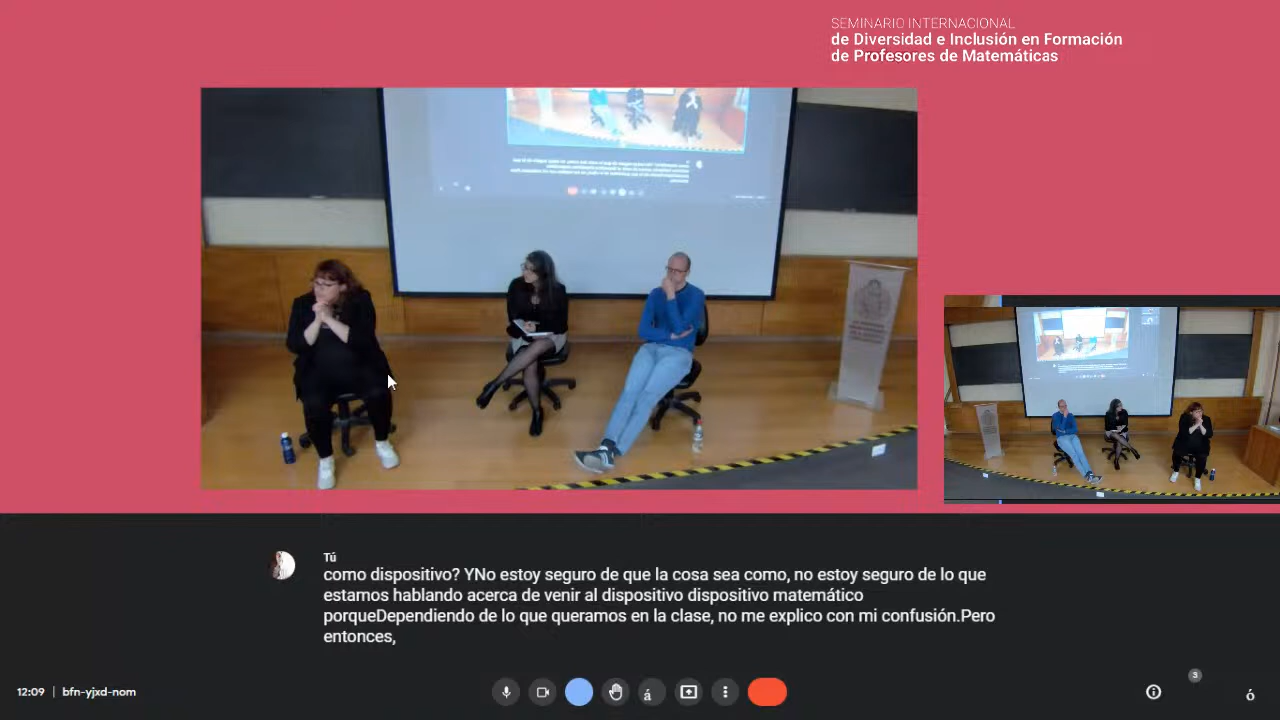 SEMINARIO INTERNACIONAL
de Diversidad e Inclusión en Formación
de Profesores de Matemáticas
Tú
como dispositivo? YNo estoy seguro de que la cosa sea como, no estoy seguro de lo que
estamos hablando acerca de venir al dispositivo dispositivo matemático
porqueDependiendo de lo que queramos en la clase, no me explico con mi confusión.Pero
entonces,
12:09 | bfn-yjxd-nom
á
3
ó